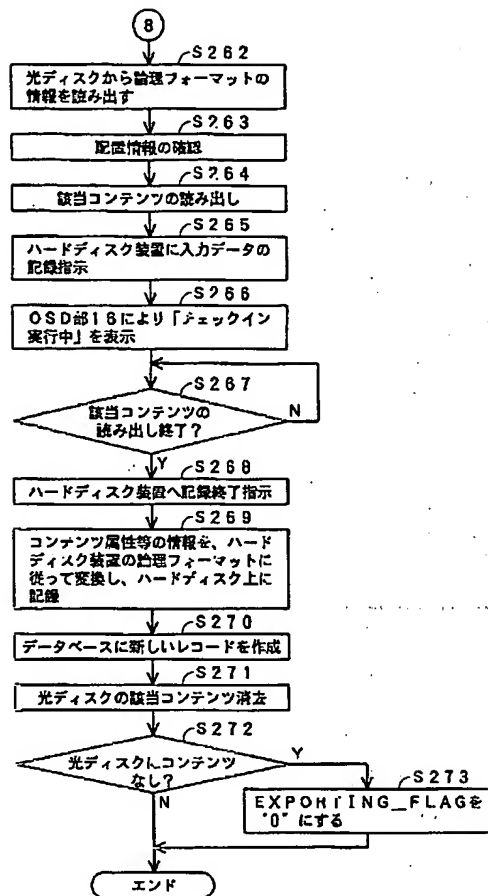 8
S262
光ディスクから論理フォーマットの
情報を読み出す
S263
配置情報の確認
S264
該当コンテンツの読み出し
S265
ハードディスク装置に入力データの
記録指示
S266
OSD部16により「チェックイン
実行中」を表示
S267
該当コンテンツの
読み出し終了?
N
Y
S268
ハードディスク装置へ記録終了指示
S269
コンテンツ属性等の情報を、ハード
ディスク装置の論理フォーマットに
従って変換し、ハードディスク上に
記録
S270
データベースに新しいレコードを作成
S271
光ディスクの該当コンテンツ消去
S272
光ディスクにコンテンツ
なし?
Y
N
S273
EXPORTING_FLAGを
"0"にする
エンド